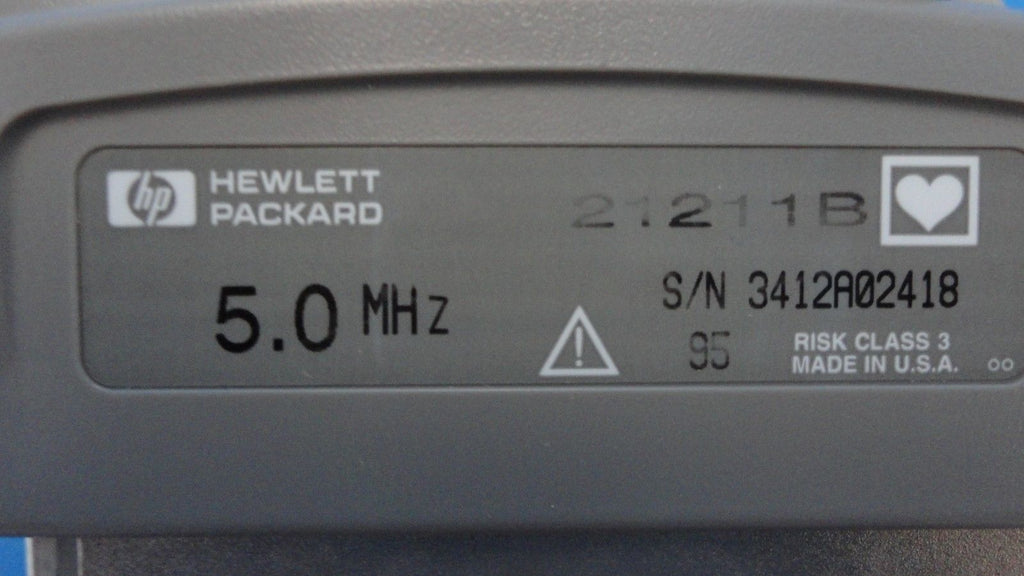 hp HEWLETT
PACKARD
21211B
5.0 MHz
S/N 3412A02418
95
RISK CLASS 3
MADE IN U.S.A.